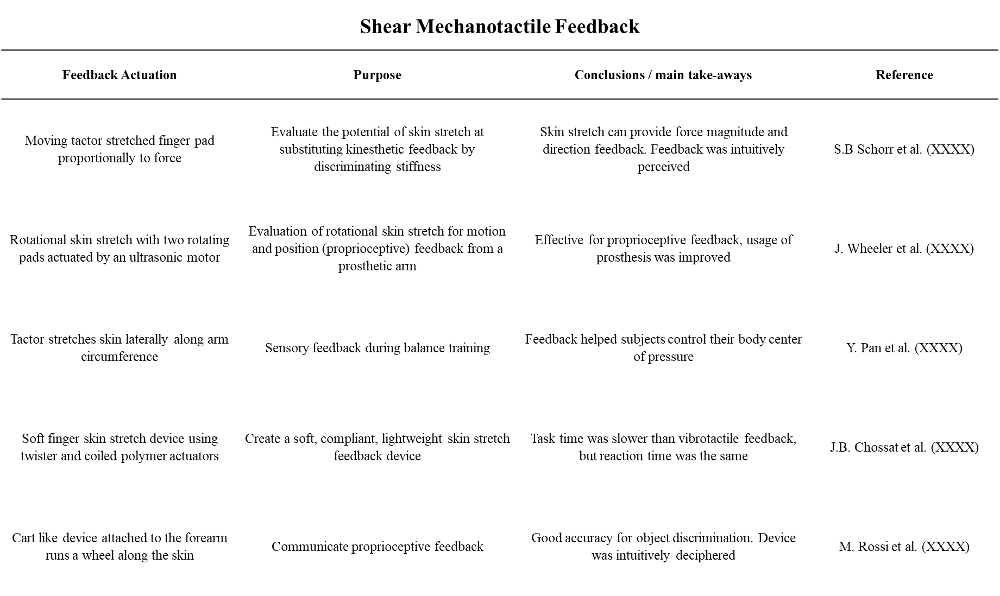 Shear Mechanotactile Feedback
Feedback Actuation
Purpose
Conclusions / main take-aways
Reference
Moving tactor stretched finger pad
proportionally to force
Evaluate the potential of skin stretch at
substituting kinesthetic feedback by
discriminating stiffness
Skin stretch can provide force magnitude and
direction feedback. Feedback was intuitively
perceived
S.B Schorr et al. (XXXX)
Rotational skin stretch with two rotating
pads actuated by an ultrasonic motor
Evaluation of rotational skin stretch for motion
and position (proprioceptive) feedback from a
prosthetic arm
Effective for proprioceptive feedback, usage of
prosthesis was improved
J. Wheeler et al. (XXXX)
Tactor stretches skin laterally along arm
circumference
Sensory feedback during balance training
Feedback helped subjects control their body center
of pressure
Y. Pan et al. (XXXX)
Soft finger skin stretch device using
twister and coiled polymer actuators
Create a soft, compliant, lightweight skin stretch
feedback device
Task time was slower than vibrotactile feedback,
but reaction time was the same
J.B. Chossat et al. (XXXX)
Cart like device attached to the forearm
runs a wheel along the skin
Communicate proprioceptive feedback
Good accuracy for object discrimination. Device
was intuitively deciphered
M. Rossi et al. (XXXX)